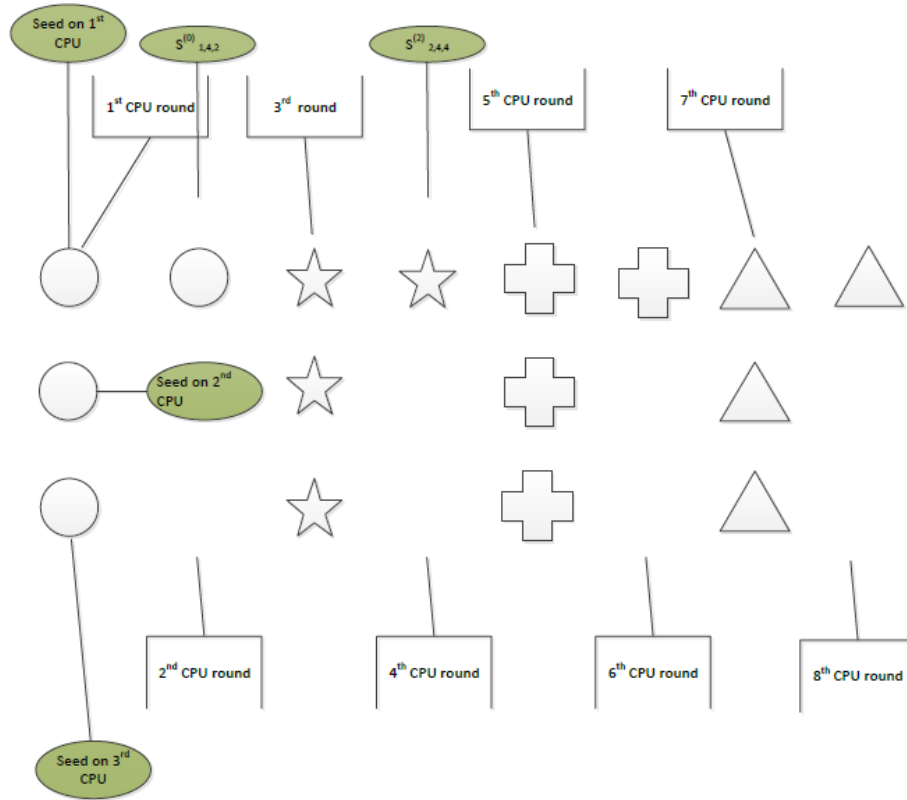 Seed on 1st
CPU
S(0) 1,4,2
S(2) 2,4,4
1st CPU round
3rd round
5th CPU round
7th CPU round
Seed on 2nd
CPU
2nd CPU round
4th CPU round
6th CPU round
8th CPU round
Seed on 3rd
CPU